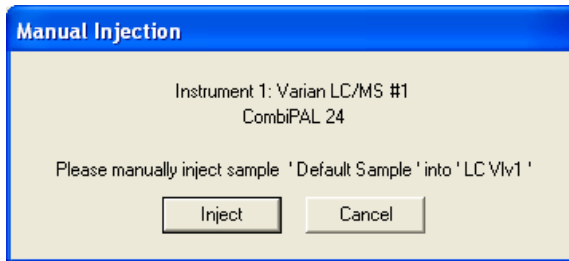 Manual Injection
Instrument 1: Varian LC/MS #1
CombiPAL 24
Please manually inject sample ' Default Sample ' into ' LC Vlv1 '
Inject Cancel